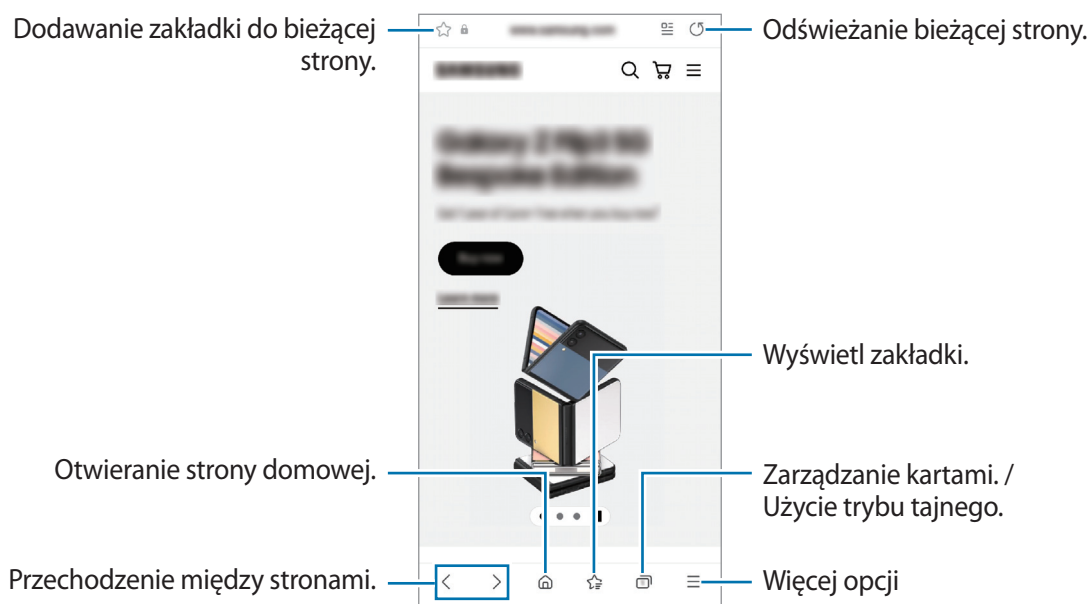 Dodawanie zakładki do bieżącej
strony.
Odświeżanie bieżącej strony.
Wyświetl zakładki.
Otwieranie strony domowej.
Zarządzanie kartami. /
Użycie trybu tajnego.
Przechodzenie między stronami.
Więcej opcji